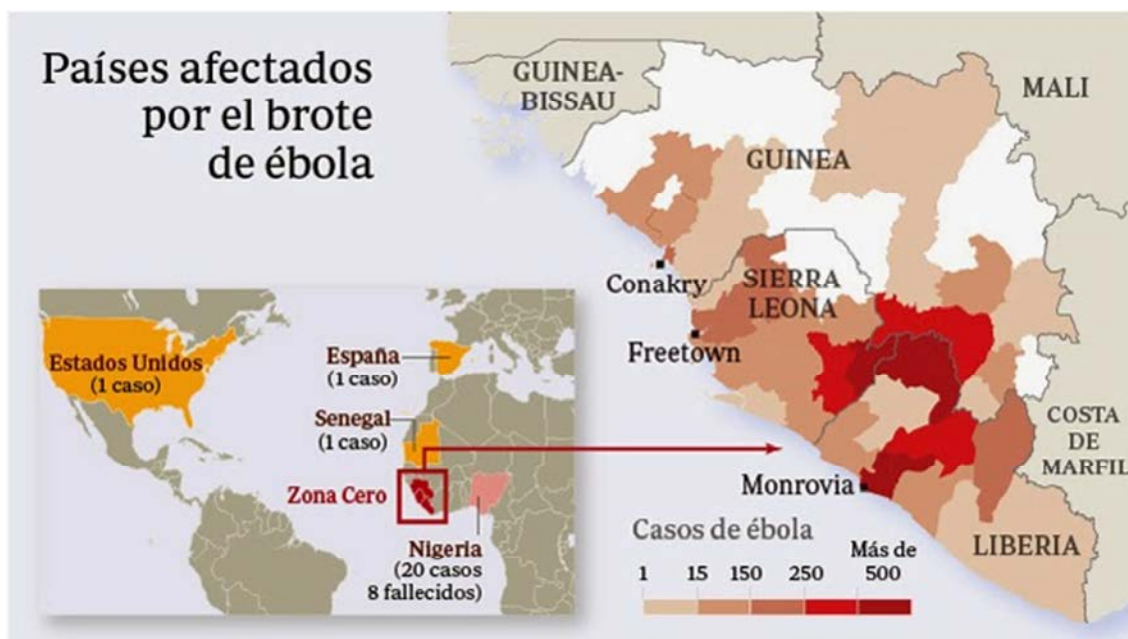 Países afectados
por el brote
de ébola
GUINEA-
BISSAU
MALI
GUINEA
Conakry
SIERRA
LEONA
Freetown
COSTA
DE
MARFIL
Monrovia
LIBERIA
Estados Unidos
(1 caso)
España
(1 caso)
Senegal
(1 caso)
Zona Cero
Nigeria
(20 casos
8 fallecidos)
Casos de ébola
1 15 150 250 Más de 500